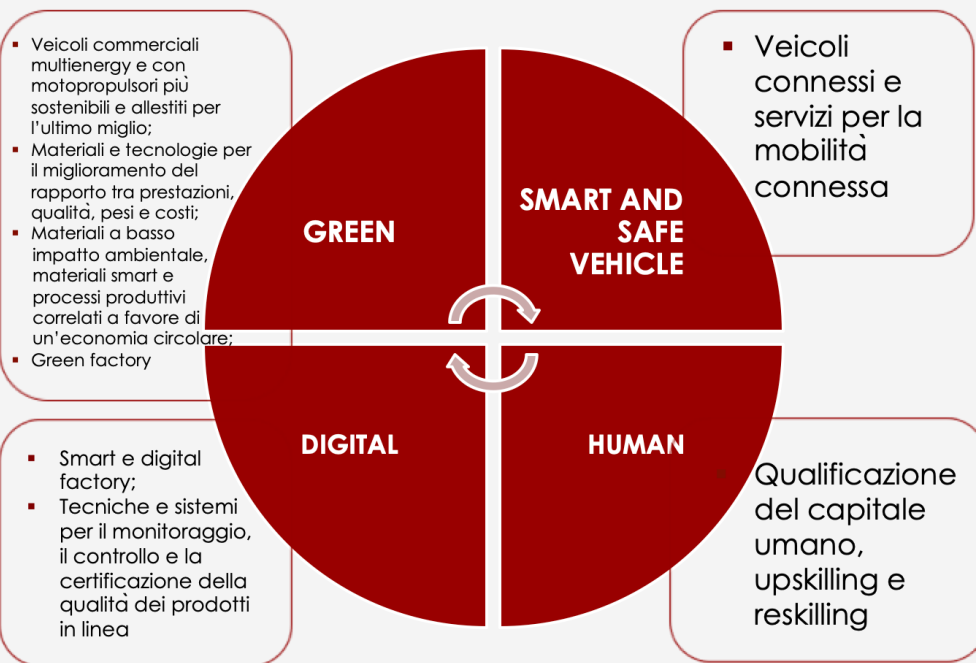 Veicoli commerciali
multienergy e con
motopropulsori più
sostenibili e allestiti per
l'ultimo miglio;
Materiali e tecnologie per
il miglioramento del
rapporto tra prestazioni,
qualità, pesi e costi;
Materiali a basso
impatto ambientale,
materiali smart e
processi produttivi
correlati a favore di
un'economia circolare;
Green factory
GREEN
SMART AND
SAFE
VEHICLE
Veicoli
connessi e
servizi per la
mobilità
connessa
Smart e digital
factory;
Tecniche e sistemi
per il monitoraggio,
il controllo e la
certificazione della
qualità dei prodotti
in linea
DIGITAL
HUMAN
Qualificazione
del capitale
umano,
upskilling e
reskilling